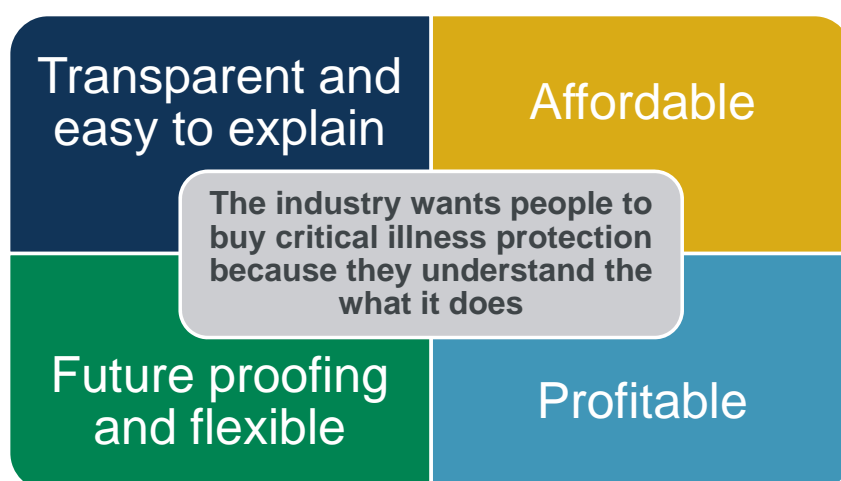 Transparent and
easy to explain
Affordable
The industry wants people to
buy critical illness protection
because they understand the
what it does
Future proofing
and flexible
Profitable